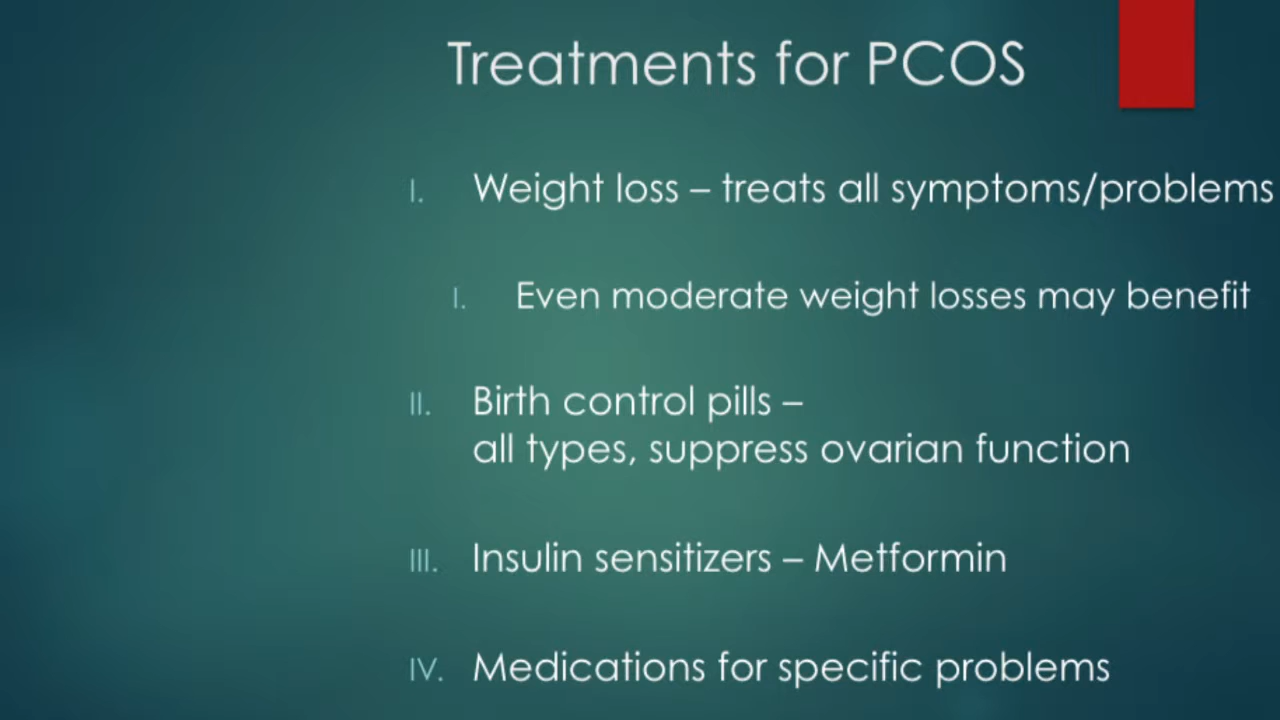 Treatments for PCOS
I. Weight loss – treats all symptoms/problems
I. Even moderate weight losses may benefit
II. Birth control pills –
all types, suppress ovarian function
III. Insulin sensitizers – Metformin
IV. Medications for specific problems